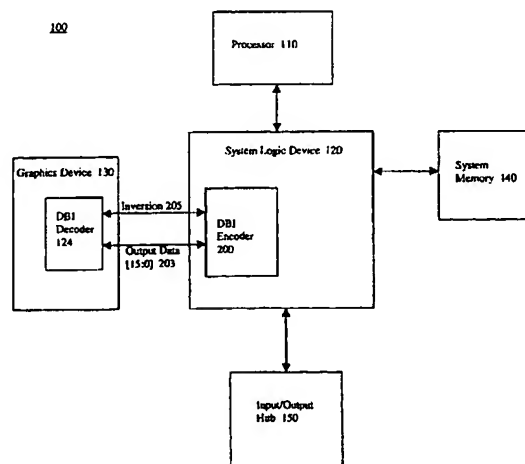 100
Processor 110
System Logic Device 120
System
Memory 140
Graphics Device 130
DBI
Decoder
124
Inversion 205
Output Data
[15:0] 203
DBI
Encoder
200
Input/Output
Hub 150